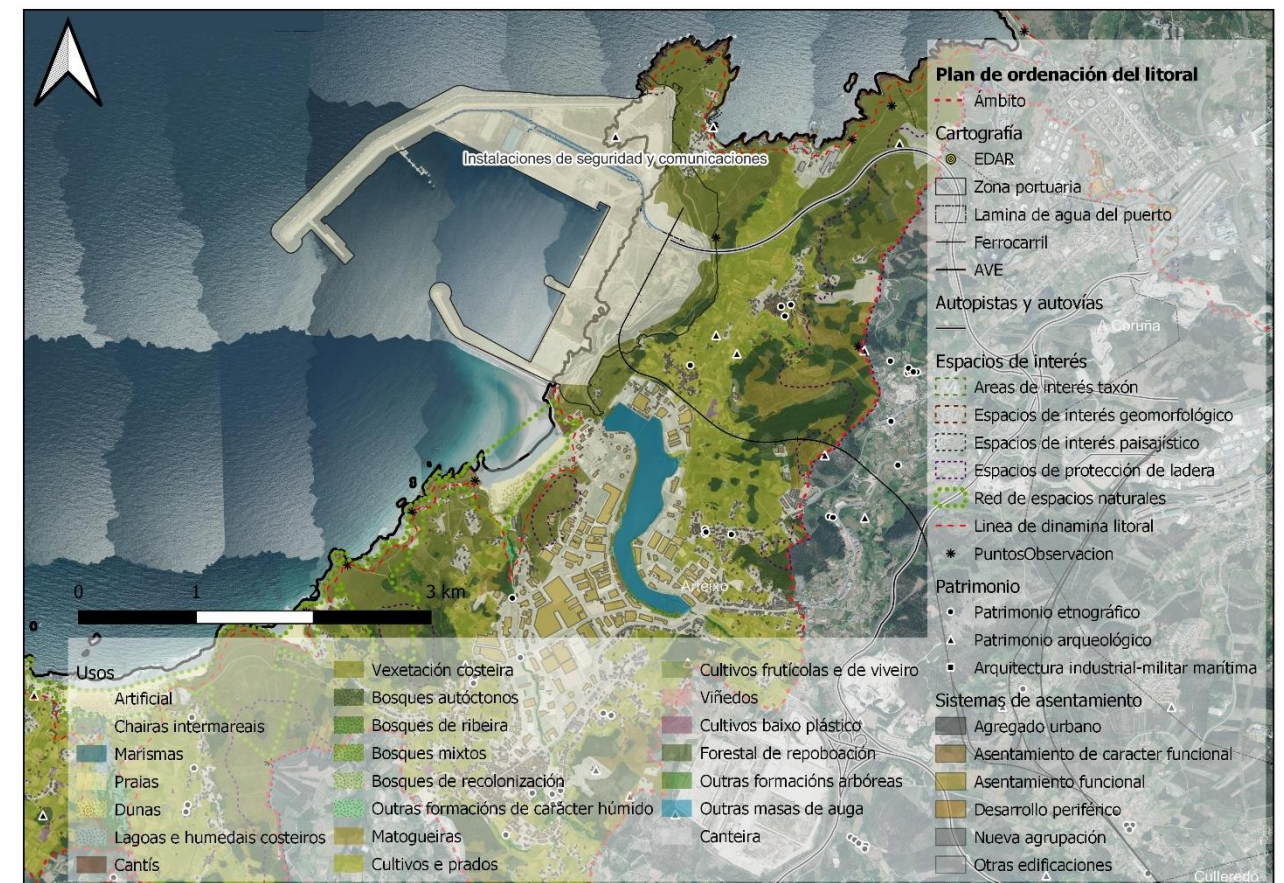 Instalaciones de seguridad y comunicaciones
Arteixo
A Coruña
Culleredo
0 1 2 3 km
Plan de ordenación del litoral
Ámbito
Cartografía
EDAR
Zona portuaria
Lamina de agua del puerto
Ferrocarril
AVE
Autopistas y autovías
Espacios de interés
Areas de interés taxón
Espacios de interés geomorfológico
Espacios de interés paisajístico
Espacios de protección de ladera
Red de espacios naturales
Linea de dinamina litoral
PuntosObservacion
Patrimonio
Patrimonio etnográfico
Patrimonio arqueológico
Arquitectura industrial-militar marítima
Sistemas de asentamiento
Agregado urbano
Asentamiento de caracter funcional
Asentamiento funcional
Desarrollo periférico
Nueva agrupación
Otras edificaciones
Usos
Artificial
Chairas intermareais
Marismas
Praias
Dunas
Lagoas e humedais costeiros
Cantís
Vexetación costeira
Bosques autóctonos
Bosques de ribeira
Bosques mixtos
Bosques de recolonización
Outras formacións de carácter húmido
Matogueiras
Cultivos e prados
Cultivos frutícolas e de viveiro
Viñedos
Cultivos baixo plástico
Forestal de repoboación
Outras formacións arbóreas
Outras masas de auga
Canteira